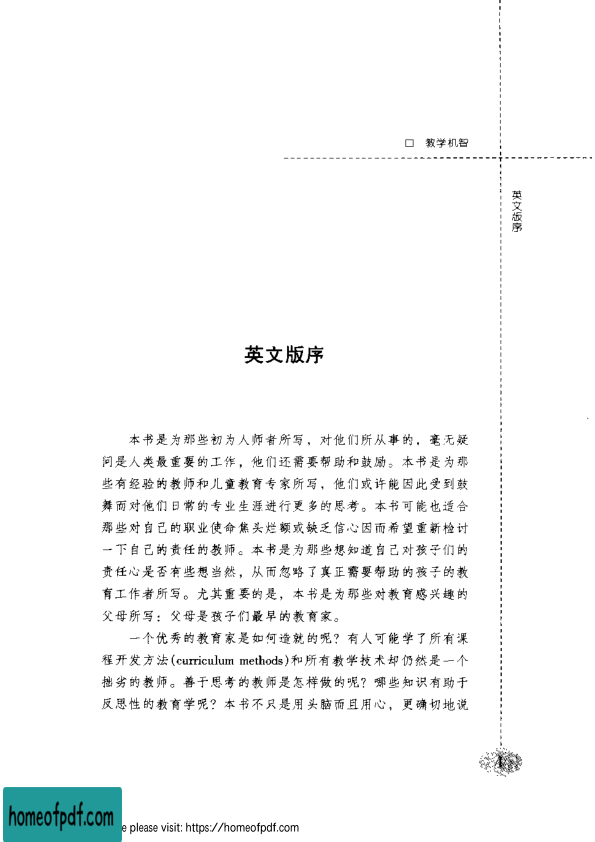 □ 教学机智
英文版序
英文版序
本书是为那些初为人师者所写，对他们所从事的，毫无疑
问是人类最重要的工作，他们还需要帮助和鼓励。本书是为那
些有经验的教师和儿童教育专家所写，他们或许能因此受到鼓
舞而对他们日常的专业生涯进行更多的思考。本书可能也适合
那些对自己的职业使命焦头烂额或缺乏信心因而希望重新检讨
一下自己的责任的教师。本书是为那些想知道自己对孩子们的
责任心是否有些想当然，从而忽略了真正需要帮助的孩子的教
育工作者所写。尤其重要的是，本书是为那些对教育感兴趣的
父母所写：父母是孩子们最早的教育家。
一个优秀的教育家是如何造就的呢？有人可能学了所有课
程开发方法(curriculum methods)和所有教学技术却仍然是一个
拙劣的教师。善于思考的教师是怎样做的呢？哪些知识有助于
反思性的教育学呢？本书不只是用头脑而且用心，更确切地说
1
homeofpdf.com
e please visit: https://homeofpdf.com